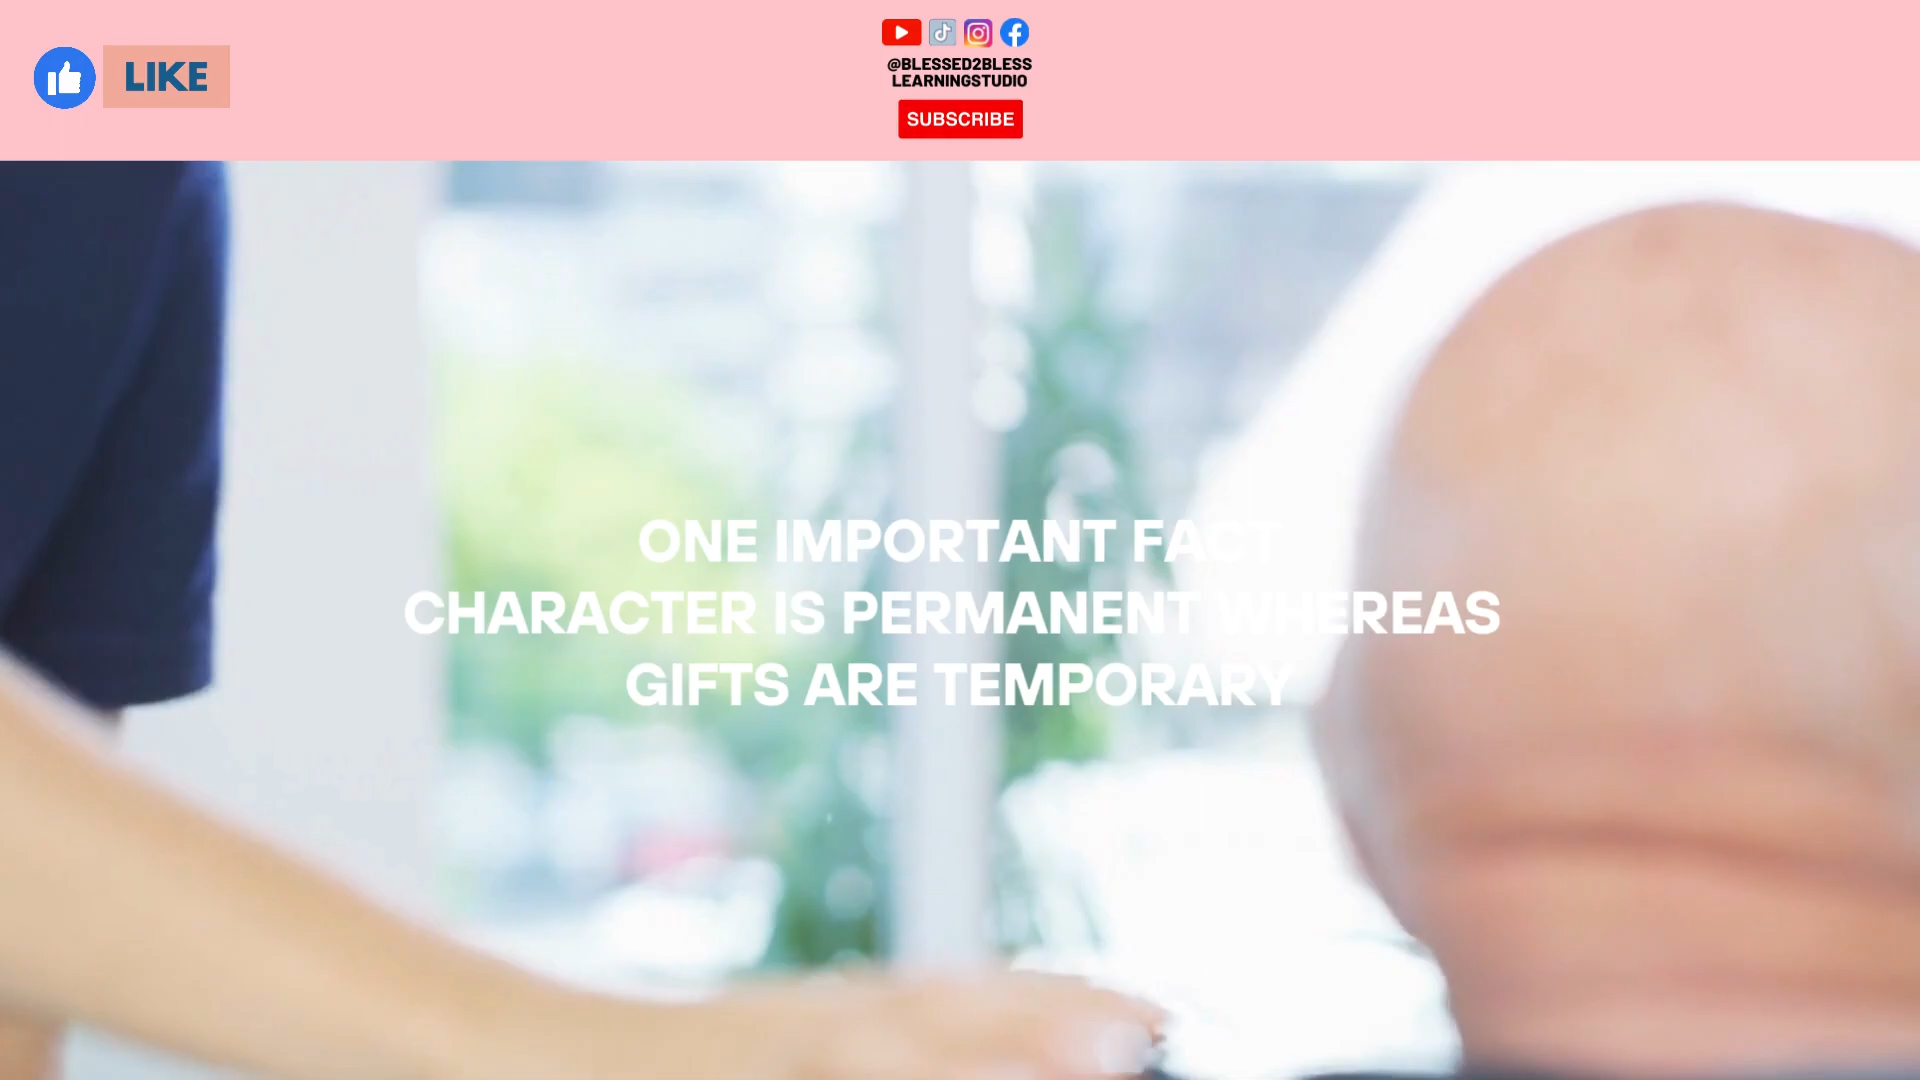 LIKE
@BLESSED2BLESS
LEARNINGSTUDIO
SUBSCRIBE
ONE IMPORTANT FACT
CHARACTER IS PERMANENT WHEREAS
GIFTS ARE TEMPORARY